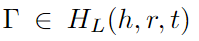 Γ ∈ H_L(h, r, t)